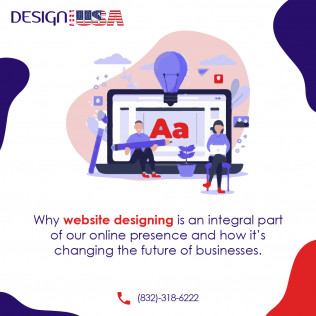 DESIGN USA
Aa
Why website designing is an integral part
of our online presence and how it's
changing the future of businesses.
(832)-318-6222